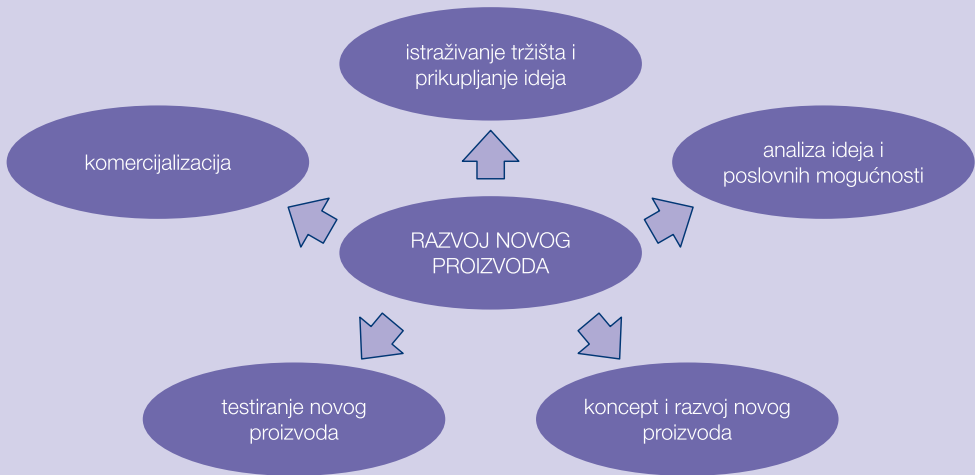 istraživanje tržišta i
prikupljanje ideja
komercijalizacija
analiza ideja i
poslovnih mogućnosti
RAZVOJ NOVOG
PROIZVODA
testiranje novog
proizvoda
koncept i razvoj novog
proizvoda